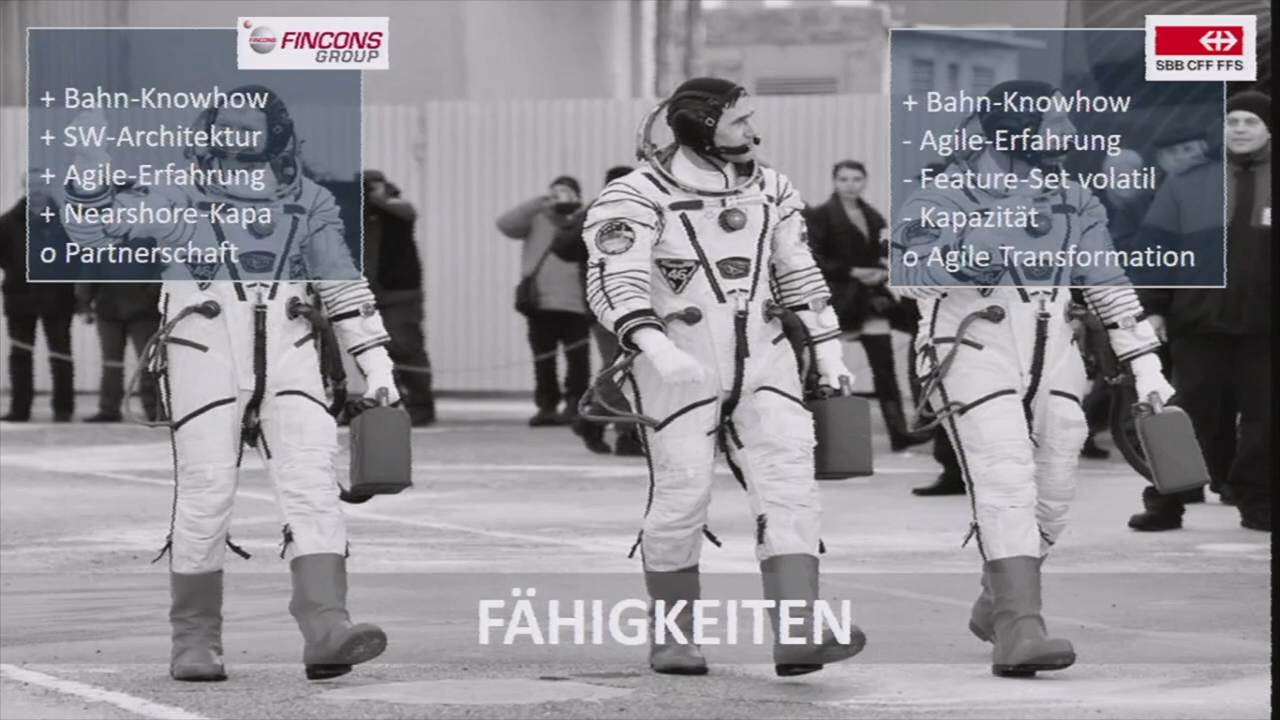 FINCONS
GROUP
+ Bahn-Knowhow
+ SW-Architektur
+ Agile-Erfahrung
+ Nearshore-Kapa
o Partnerschaft
SBB CFF FFS
+ Bahn-Knowhow
- Agile-Erfahrung
- Feature-Set volatil
- Kapazität
o Agile Transformation
46
FÄHIGKEITEN